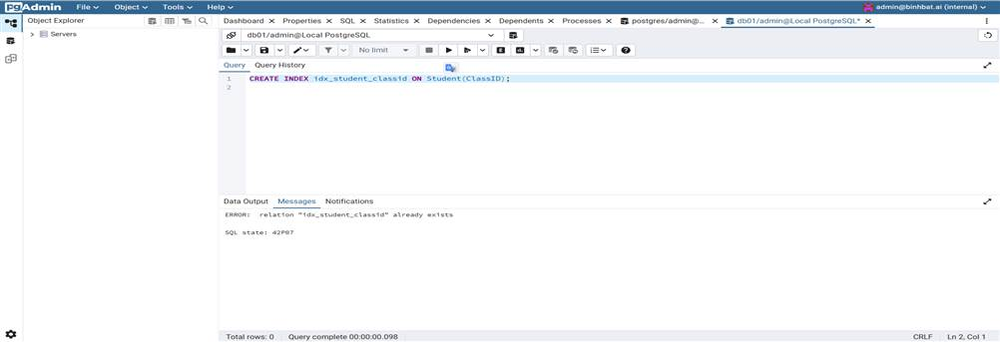 pgAdmin File Object Tools Help admin@binhbat.ai (internal)
Object Explorer Dashboard Properties SQL Statistics Dependencies Dependents Processes postgres/admin@... db01/admin@Local PostgreSQL*
Servers db01/admin@Local PostgreSQL
No limit
Query Query History
1 CREATE INDEX idx_student_classid ON Student(ClassID);
2
Data Output Messages Notifications
ERROR: relation "idx_student_classid" already exists
SQL state: 42P07
Total rows: 0 Query complete 00:00:00.098 CRLF Ln 2, Col 1